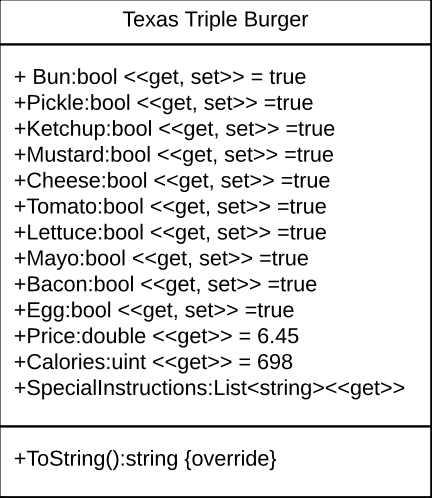 Texas Triple Burger
+ Bun:bool <<get, set>> = true
+Pickle:bool <<get, set>> =true
+Ketchup:bool <<get, set>> =true
+Mustard:bool <<get, set>> =true
+Cheese:bool <<get, set>> =true
+Tomato:bool <<get, set>> =true
+Lettuce:bool <<get, set>> =true
+Mayo:bool <<get, set>> =true
+Bacon:bool <<get, set>> =true
+Egg:bool <<get, set>> =true
+Price:double <<get>> = 6.45
+Calories:uint <<get>> = 698
+SpecialInstructions:List<string><<get>>
+ToString():string {override}